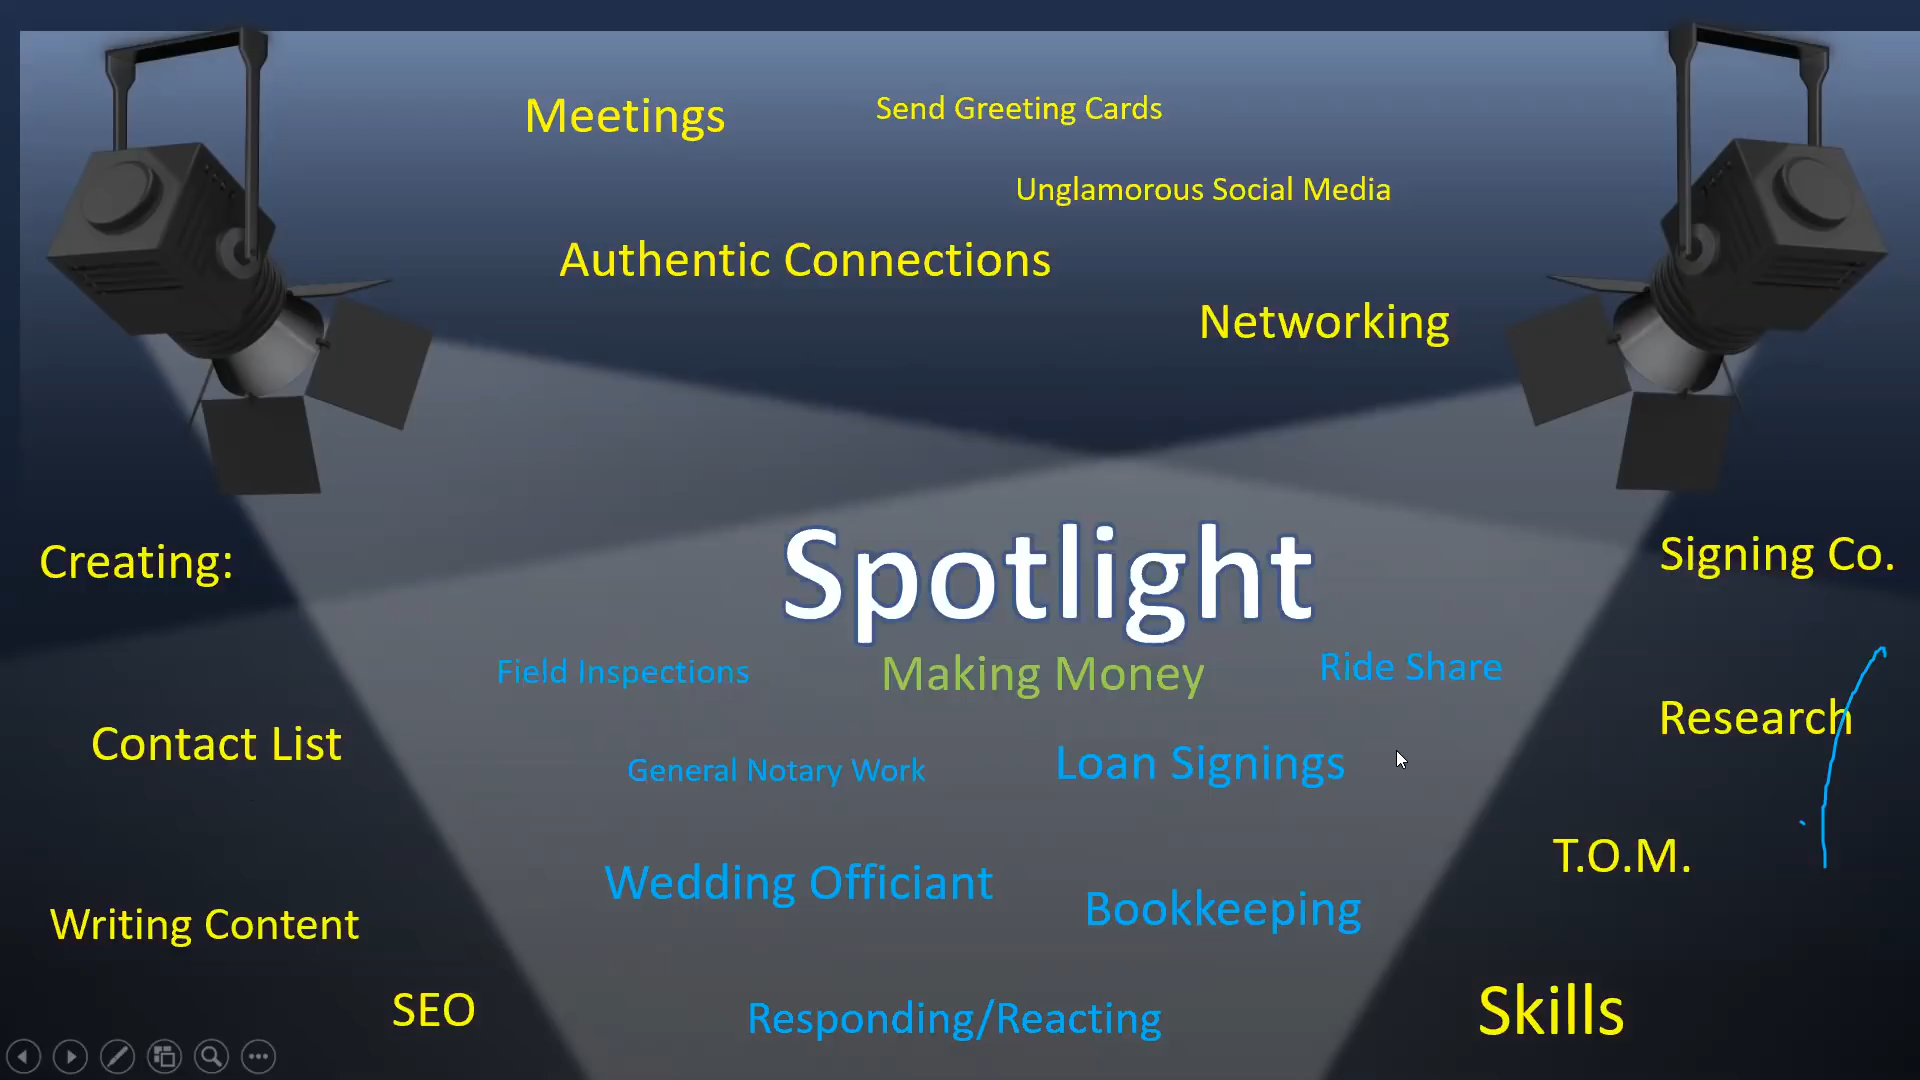 Meetings
Send Greeting Cards
Unglamorous Social Media
Authentic Connections
Networking
Creating:
Spotlight
Signing Co.
Field Inspections
Making Money
Ride Share
Contact List
Research
General Notary Work
Loan Signings
T.O.M.
Wedding Officiant
Bookkeeping
Writing Content
SEO
Responding/Reacting
Skills